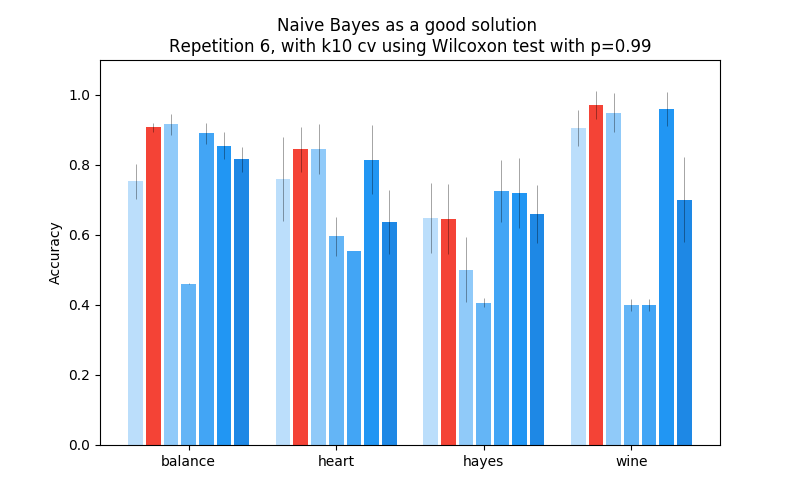 Naive Bayes as a good solution
Repetition 6, with k10 cv using Wilcoxon test with p=0.99
1.0
0.8
0.6
0.4
0.2
0.0
Accuracy
balance heart hayes wine